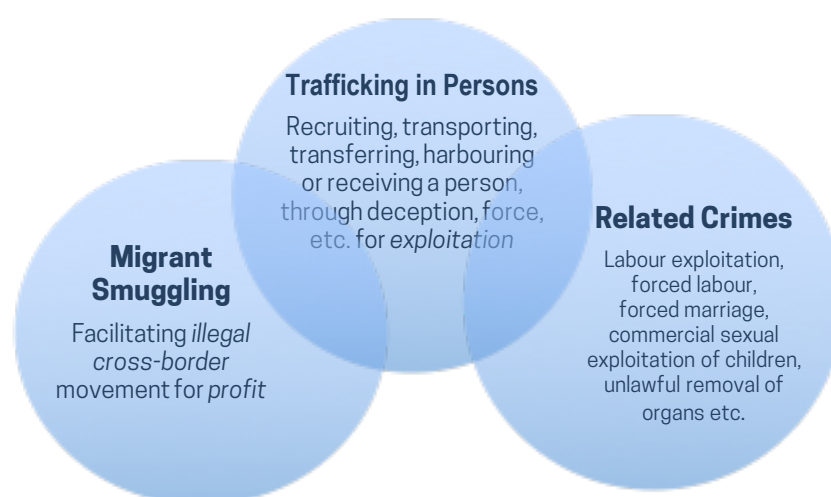 Trafficking in Persons
Recruiting, transporting,
transferring, harbouring
or receiving a person,
through deception, force,
etc. for exploitation
Migrant
Smuggling
Facilitating illegal
cross-border
movement for profit
Related Crimes
Labour exploitation,
forced labour,
forced marriage,
commercial sexual
exploitation of children,
unlawful removal of
organs etc.